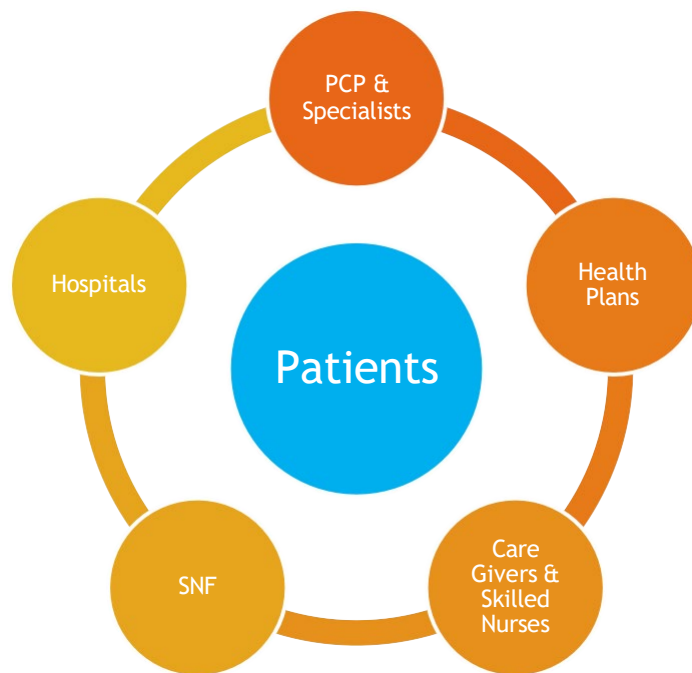 PCP &
Specialists
Health
Plans
Care
Givers &
Skilled
Nurses
SNF
Hospitals
Patients